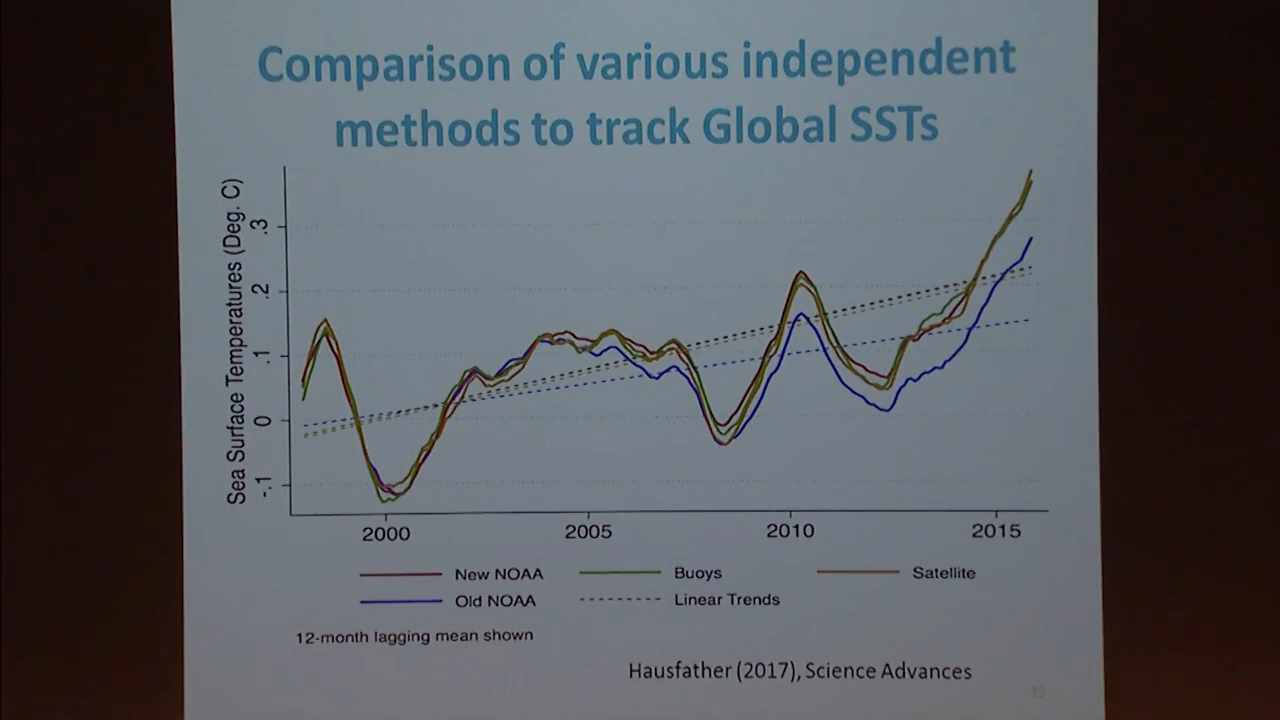 Comparison of various independent
methods to track Global SSTs
Sea Surface Temperatures (Deg. C)
.3
.2
.1
0
-.1
2000 2005 2010 2015
New NOAA Buoys Satellite
Old NOAA Linear Trends
12-month lagging mean shown
Hausfather (2017), Science Advances